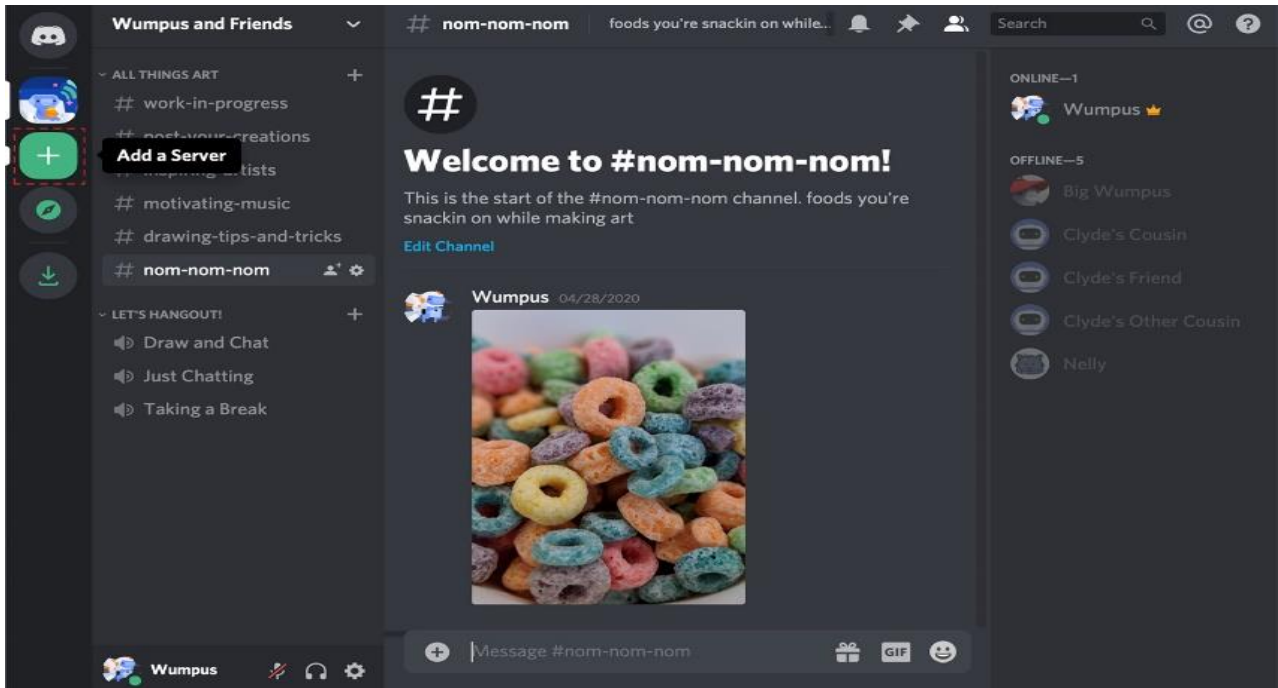 Wumpus and Friends
# nom-nom-nom
foods you're snackin on while...
Search
ALL THINGS ART
# work-in-progress
# post-your-creations
Add a Server
# inspiring-artists
# motivating-music
# drawing-tips-and-tricks
# nom-nom-nom
LET'S HANGOUT!
Draw and Chat
Just Chatting
Taking a Break
Wumpus
#
Welcome to #nom-nom-nom!
This is the start of the #nom-nom-nom channel. foods you're
snackin on while making art
Edit Channel
Wumpus 04/28/2020
Message #nom-nom-nom
GIF
ONLINE—1
Wumpus
OFFLINE—5
Big Wumpus
Clyde's Cousin
Clyde's Friend
Clyde's Other Cousin
Nelly